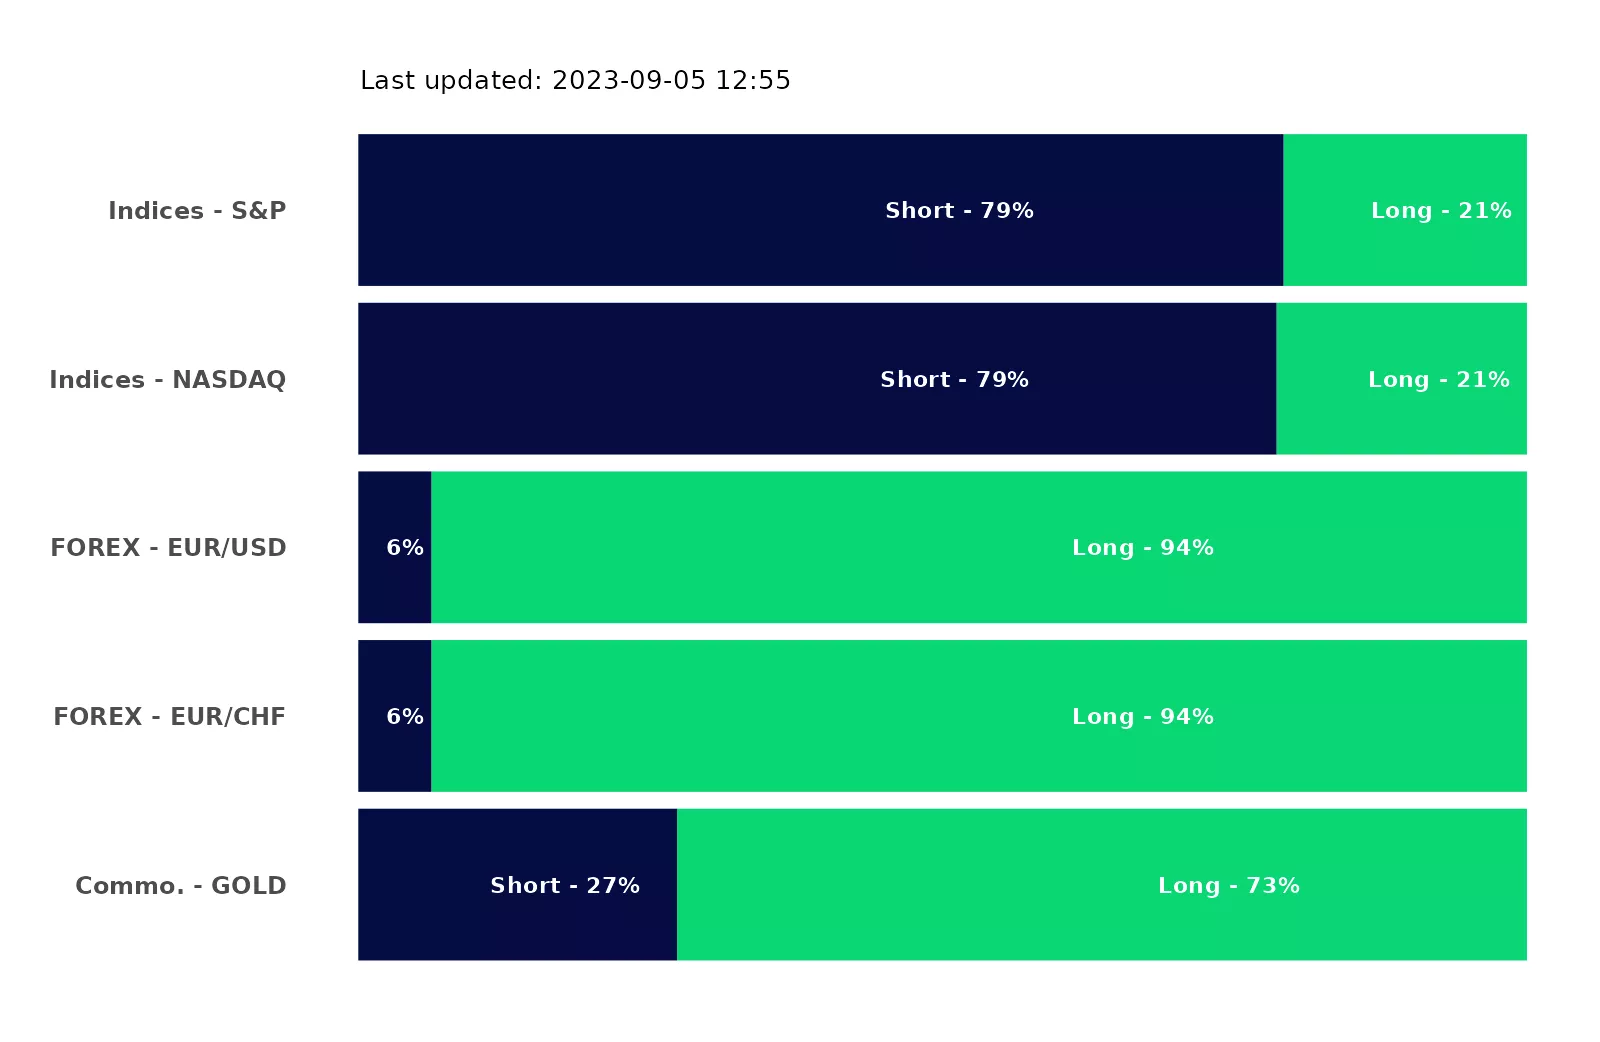 Last updated: 2023-09-05 12:55
Indices - S&P Short - 79% Long - 21%
Indices - NASDAQ Short - 79% Long - 21%
FOREX - EUR/USD 6% Long - 94%
FOREX - EUR/CHF 6% Long - 94%
Commo. - GOLD Short - 27% Long - 73%